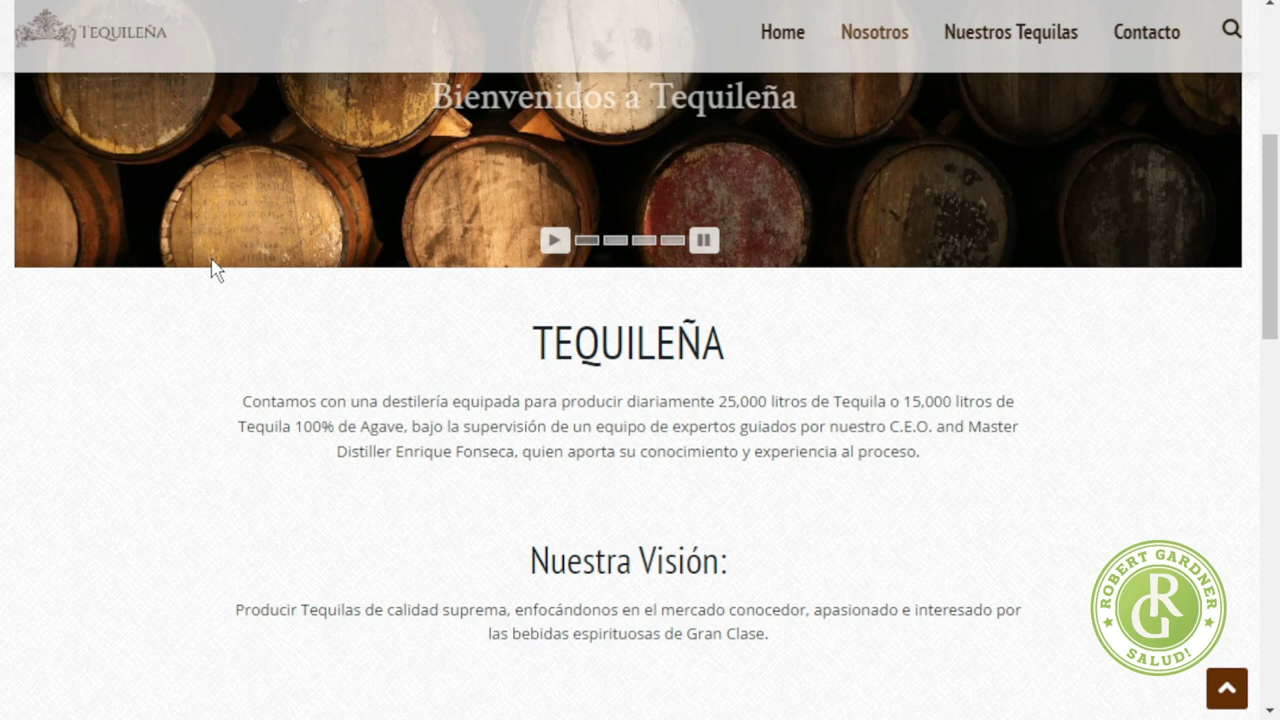 TEQUILEÑA
Home
Nosotros
Nuestros Tequilas
Contacto
Bienvenidos a Tequileña
TEQUILEÑA
Contamos con una destilería equipada para producir diariamente 25,000 litros de Tequila o 15,000 litros de
Tequila 100% de Agave, bajo la supervisión de un equipo de expertos guiados por nuestro C.E.O. and Master
Distiller Enrique Fonseca, quien aporta su conocimiento y experiencia al proceso.
Nuestra Visión:
Producir Tequilas de calidad suprema, enfocándonos en el mercado conocedor, apasionado e interesado por
las bebidas espirituosas de Gran Clase.
ROBERT GARDNER
RG
SALUD!